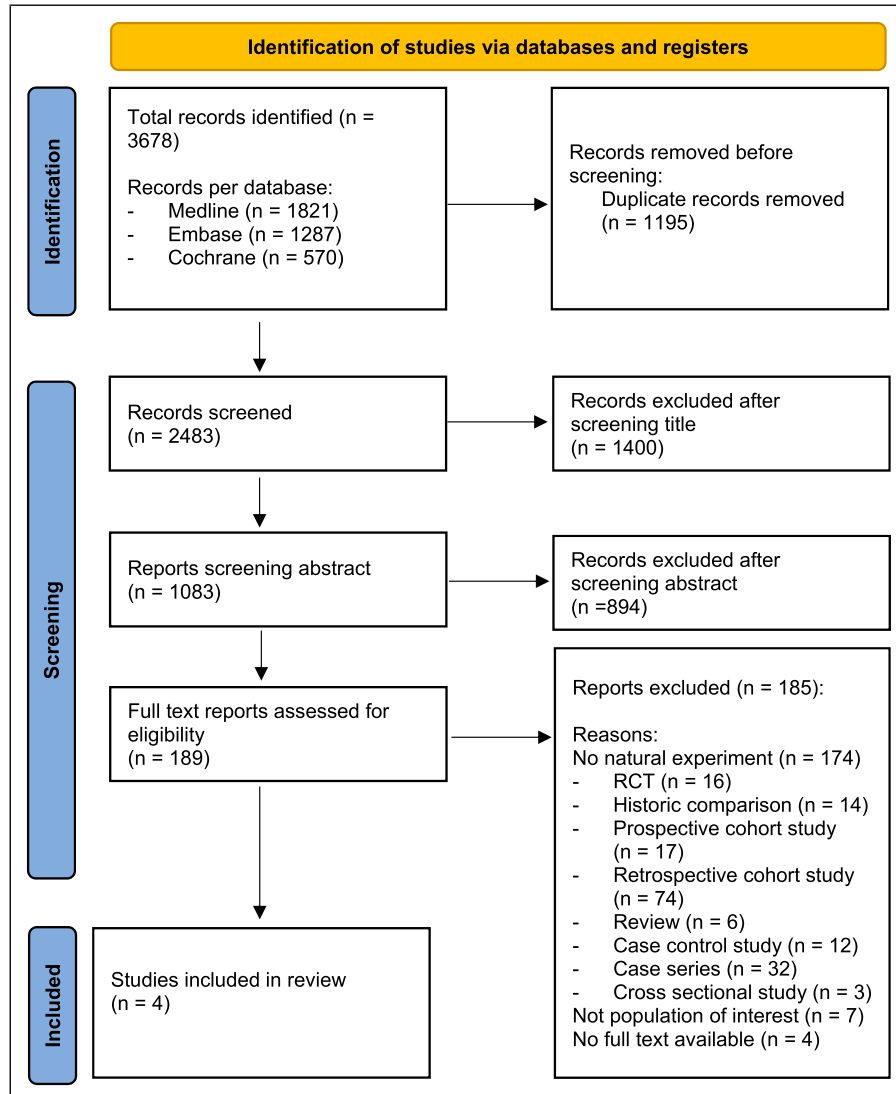 Identification of studies via databases and registers
Identification
Total records identified (n =
3678)
Records per database:
- Medline (n = 1821)
- Embase (n = 1287)
- Cochrane (n = 570)
Records removed before
screening:
Duplicate records removed
(n = 1195)
Screening
Records screened
(n = 2483)
Records excluded after
screening title
(n = 1400)
Reports screening abstract
(n = 1083)
Records excluded after
screening abstract
(n =894)
Full text reports assessed for
eligibility
(n = 189)
Reports excluded (n = 185):
Reasons:
No natural experiment (n = 174)
- RCT (n = 16)
- Historic comparison (n = 14)
- Prospective cohort study
(n = 17)
- Retrospective cohort study
(n = 74)
- Review (n = 6)
- Case control study (n = 12)
- Case series (n = 32)
- Cross sectional study (n = 3)
Not population of interest (n = 7)
No full text available (n = 4)
Included
Studies included in review
(n = 4)